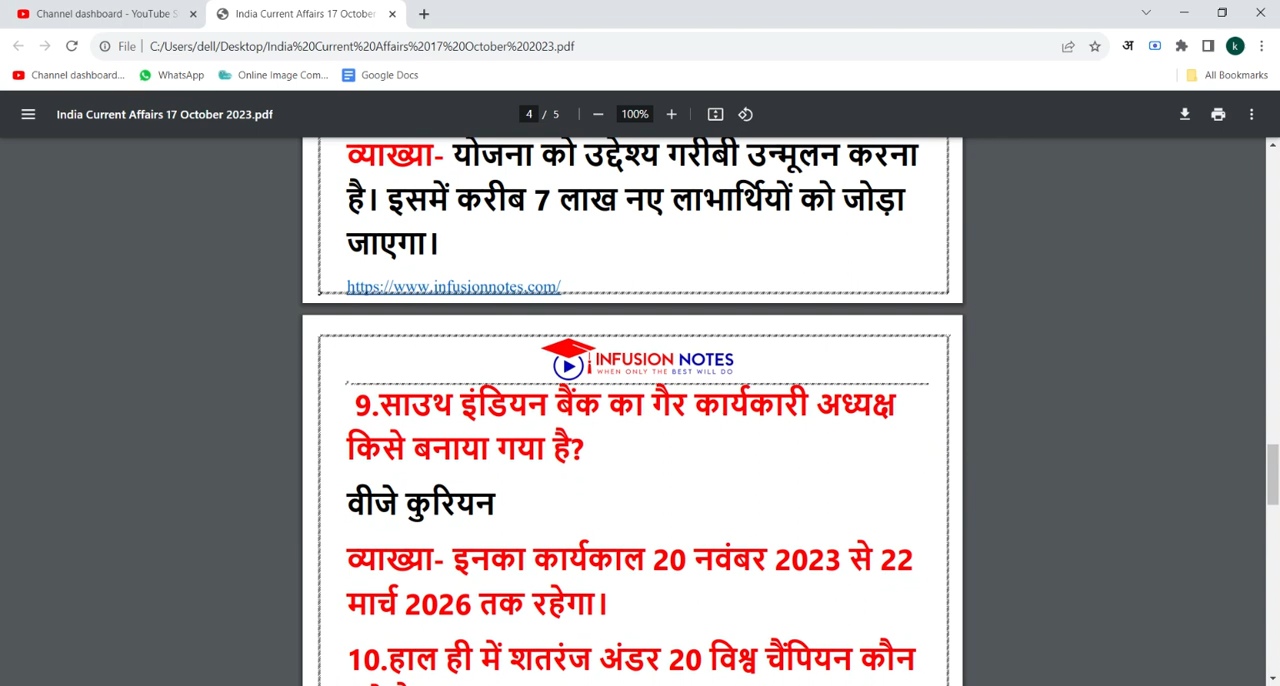 Channel dashboard - YouTube S
India Current Affairs 17 October
File
C:/Users/dell/Desktop/India%20Current%20Affairs%2017%20October%202023.pdf
अ
k
Channel dashboard...
WhatsApp
Online Image Com...
Google Docs
All Bookmarks
India Current Affairs 17 October 2023.pdf
4 / 5
100%
व्याख्या- योजना को उद्देश्य गरीबी उन्मूलन करना
है। इसमें करीब 7 लाख नए लाभार्थियों को जोड़ा
जाएगा।
https://www.infusionnotes.com/
INFUSION NOTES
WHEN ONLY THE BEST WILL DO
9.साउथ इंडियन बैंक का गैर कार्यकारी अध्यक्ष
किसे बनाया गया है?
वीजे कुरियन
व्याख्या- इनका कार्यकाल 20 नवंबर 2023 से 22
मार्च 2026 तक रहेगा।
10.हाल ही में शतरंज अंडर 20 विश्व चैंपियन कौन